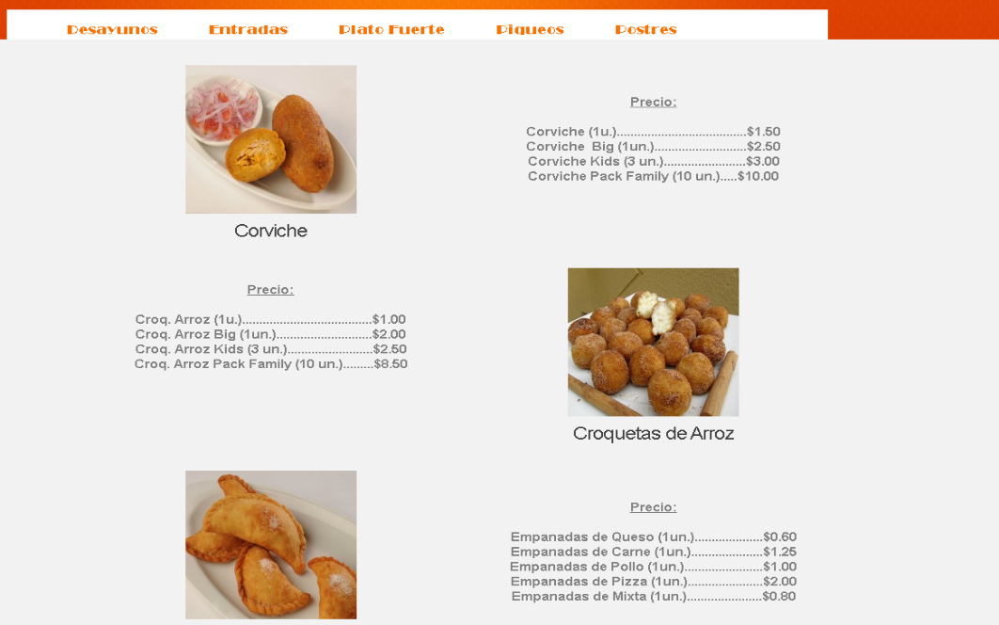 Desayunos Entradas Plato Fuerte Piqueos Postres
Precio:
Corviche (1u.)......................................$1.50
Corviche Big (1un.)...........................$2.50
Corviche Kids (3 un.)........................$3.00
Corviche Pack Family (10 un.).....$10.00
Corviche
Precio:
Croq. Arroz (1u.)......................................$1.00
Croq. Arroz Big (1un.)............................$2.00
Croq. Arroz Kids (3 un.).........................$2.50
Croq. Arroz Pack Family (10 un.).........$8.50
Croquetas de Arroz
Precio:
Empanadas de Queso (1un.)....................$0.60
Empanadas de Carne (1un.).....................$1.25
Empanadas de Pollo (1un.).......................$1.00
Empanadas de Pizza (1un.)......................$2.00
Empanadas de Mixta (1un.)......................$0.80